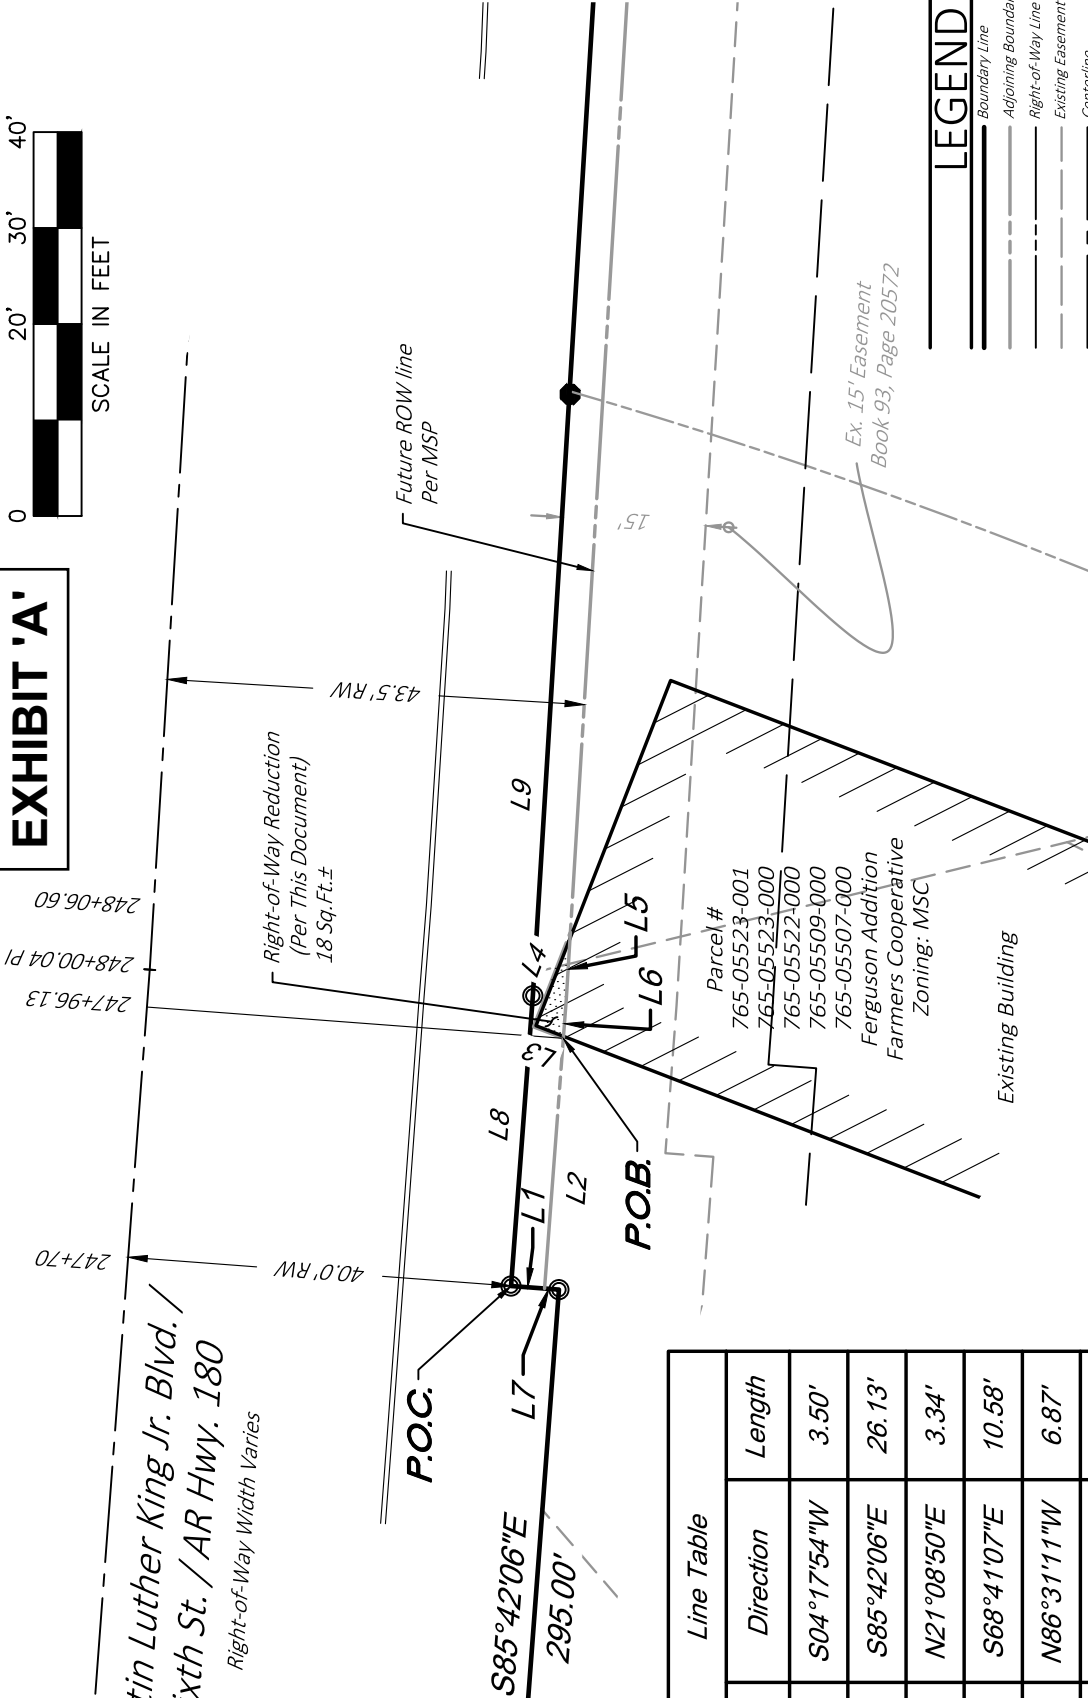 EXHIBIT 'A'
0 10' 20' 30' 40'
SCALE IN FEET
LEGEND
Boundary Line
Right-of-Way Line
Existing Easement
Centerline
Future ROW line
Per MSP
Right-of-Way Reduction
(Per This Document)
18 Sq.Ft.±
43.5' RW
40.0' RW
247+70
247+96.13
248+00.04 PI
248+06.60
15'
Ex. 15' Easement
Book 93, Page 20572
L1
L2
L3
L4
L5
L6
L7
L8
L9
P.O.C.
P.O.B.
Parcel #
765-05523-001
765-05523-000
765-05522-000
765-05509-000
765-05507-000
Ferguson Addition
Farmers Cooperative
Zoning: MSC
Existing Building
Luther King Jr. Blvd. /
St. / AR Hwy. 180
Right-of-Way Width Varies
S85°42'06"E
295.00'
Line Table
Direction Length
S04°17'54"W 3.50'
S85°42'06"E 26.13'
N21°08'50"E 3.34'
S68°41'07"E 10.58'
N86°31'11"W 6.87'